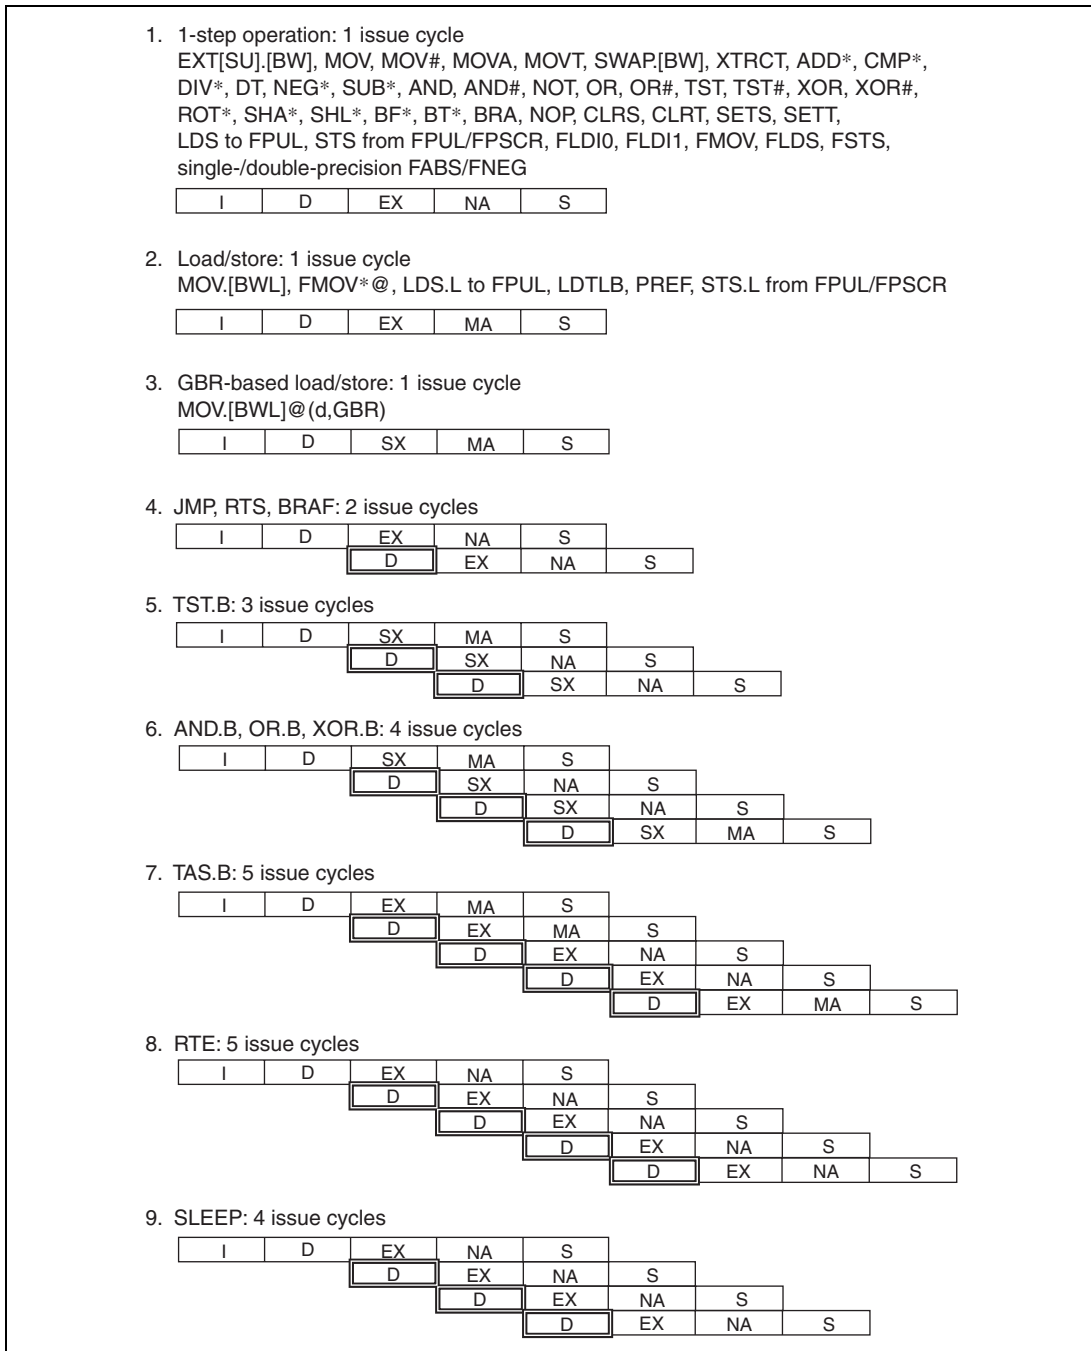 1. 1-step operation: 1 issue cycle
EXT[SU].[BW], MOV, MOV#, MOVA, MOVT, SWAP.[BW], XTRCT, ADD*, CMP*,
DIV*, DT, NEG*, SUB*, AND, AND#, NOT, OR, OR#, TST, TST#, XOR, XOR#,
ROT*, SHA*, SHL*, BF*, BT*, BRA, NOP, CLRS, CLRT, SETS, SETT,
LDS to FPUL, STS from FPUL/FPSCR, FLDI0, FLDI1, FMOV, FLDS, FSTS,
single-/double-precision FABS/FNEG
I D EX NA S
2. Load/store: 1 issue cycle
MOV.[BWL], FMOV*@, LDS.L to FPUL, LDTLB, PREF, STS.L from FPUL/FPSCR
I D EX MA S
3. GBR-based load/store: 1 issue cycle
MOV.[BWL]@(d,GBR)
I D SX MA S
4. JMP, RTS, BRAF: 2 issue cycles
I D EX NA S
D EX NA S
5. TST.B: 3 issue cycles
I D SX MA S
D SX NA S
D SX NA S
6. AND.B, OR.B, XOR.B: 4 issue cycles
I D SX MA S
D SX NA S
D SX NA S
D SX MA S
7. TAS.B: 5 issue cycles
I D EX MA S
D EX MA S
D EX NA S
D EX NA S
D EX MA S
8. RTE: 5 issue cycles
I D EX NA S
D EX NA S
D EX NA S
D EX NA S
D EX NA S
9. SLEEP: 4 issue cycles
I D EX NA S
D EX NA S
D EX NA S
D EX NA S